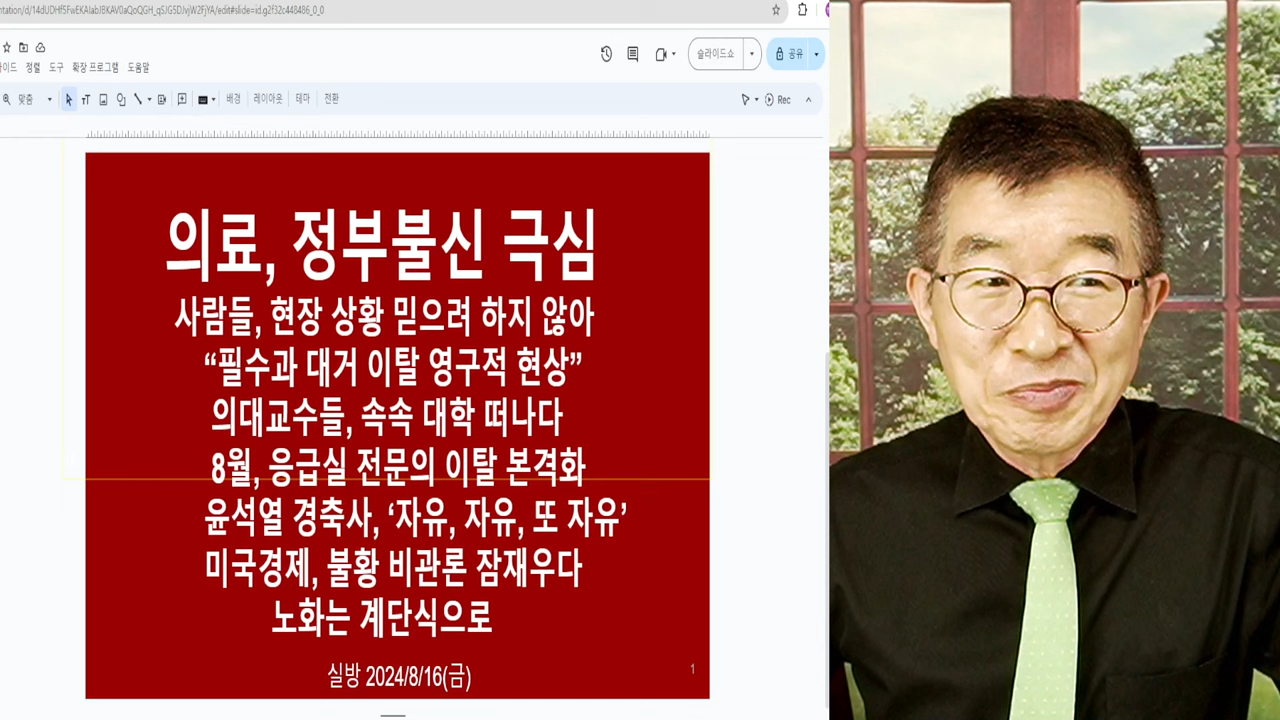 ntation/d/14dUDHf5FwEKAIabJ8KAV0aQoQGH_qSJG5DJvjW2FjYA/edit#slide=id.g2f32c448486_0_0
슬라이드쇼
공유
이드 정렬 도구 확장 프로그램 도움말
맞춤 배경 레이아웃 테마 전환 Rec
의료, 정부불신 극심
사람들, 현장 상황 믿으려 하지 않아
“필수과 대거 이탈 영구적 현상”
의대교수들, 속속 대학 떠나다
8월, 응급실 전문의 이탈 본격화
윤석열 경축사, ‘자유, 자유, 또 자유’
미국경제, 불황 비관론 잠재우다
노화는 계단식으로
실방 2024/8/16(금)
1